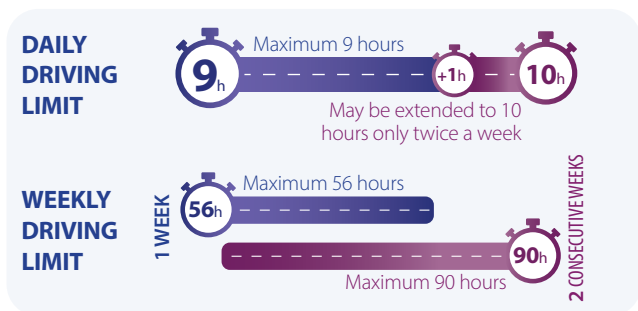 DAILY
DRIVING
LIMIT
9h
Maximum 9 hours
+1h
10h
May be extended to 10
hours only twice a week
WEEKLY
DRIVING
LIMIT
1 WEEK
56h
Maximum 56 hours
90h
Maximum 90 hours
2 CONSECUTIVE WEEKS